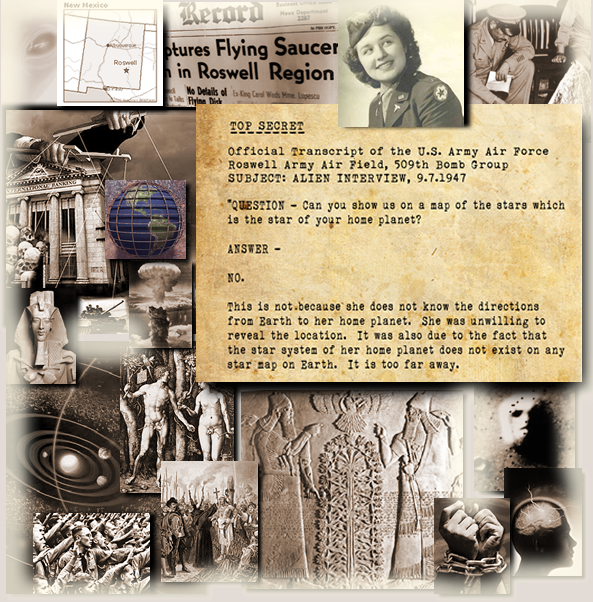 New Mexico
Albuquerque
Roswell
Record
ptures Flying Saucer
n in Roswell Region
No Details of
Flying Disk
TOP SECRET
Official Transcript of the U.S. Army Air Force
Roswell Army Air Field, 509th Bomb Group
SUBJECT: ALIEN INTERVIEW, 9.7.1947
"QUESTION - Can you show us on a map of the stars which
is the star of your home planet?
ANSWER -
NO.
This is not because she does not know the directions
from Earth to her home planet. She was unwilling to
reveal the location. It was also due to the fact that
the star system of her home planet does not exist on any
star map on Earth. It is too far away.
INTERNATIONAL BANKING